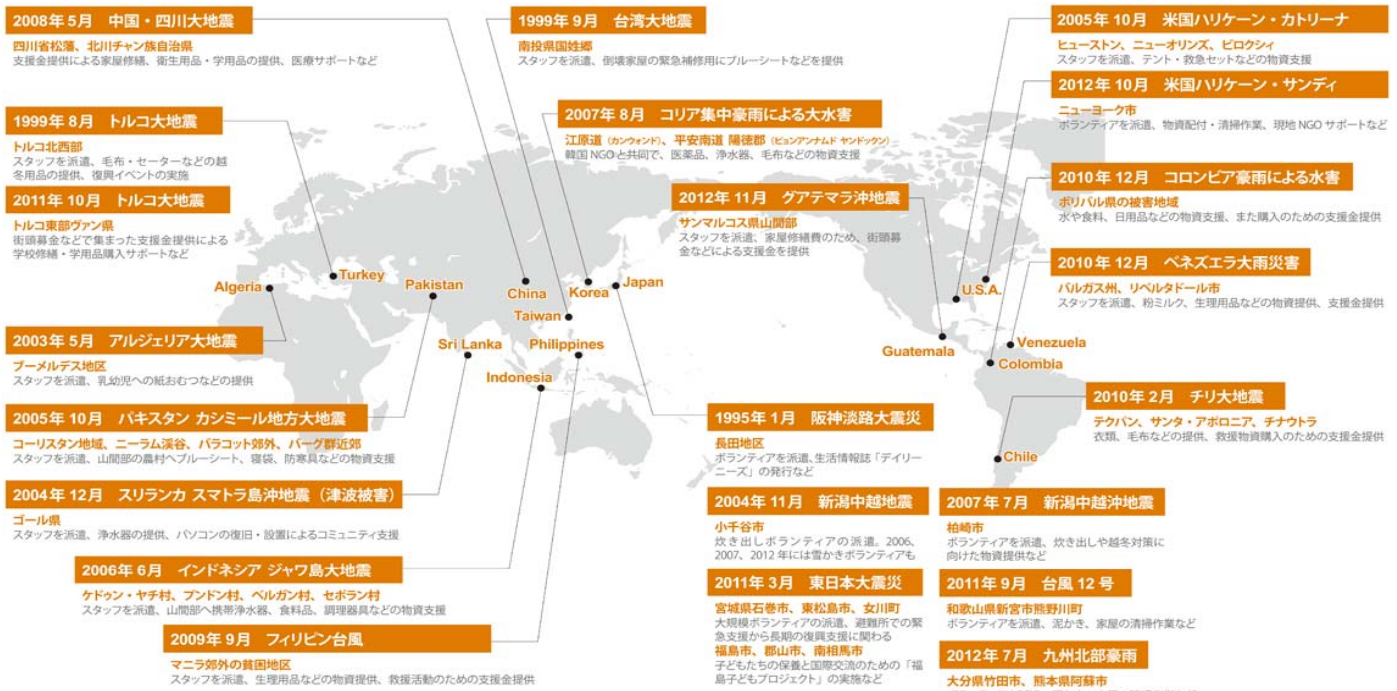 2008年 5月 中国・四川大地震
四川省松藩、北川チャン族自治県
支援金提供による家屋修繕、衛生用品・学用品の提供、医療サポートなど
1999年 9月 台湾大地震
南投県国姓郷
スタッフを派遣、倒壊家屋の緊急補修用にブルーシートなどを提供
2005年 10月 米国ハリケーン・カトリーナ
ヒューストン、ニューオリンズ、ビロクシィ
スタッフを派遣、テント・救急セットなどの物資支援
2012年 10月 米国ハリケーン・サンディ
ニューヨーク市
ボランティアを派遣、物資配付・清掃作業、現地 NGO サポートなど
1999年 8月 トルコ大地震
トルコ北西部
スタッフを派遣、毛布・セーターなどの越
冬用品の提供、復興イベントの実施
2007年 8月 コリア集中豪雨による大水害
江原道（カンウォンド）、平安南道 陽徳郡（ピョンアンナムド ヤンドックン）
韓国 NGO と共同で、医薬品、浄水器、毛布などの物資支援
2010年 12月 コロンビア豪雨による水害
ボリバル県の被害地域
水や食料、日用品などの物資支援、また購入のための支援金提供
2011年 10月 トルコ大地震
トルコ東部ヴァン県
街頭募金などで集まった支援金提供による
学校修繕・学用品購入サポートなど
2012年 11月 グアテマラ沖地震
サンマルコス県山間部
スタッフを派遣、家屋修繕費のため、街頭募
金などによる支援金を提供
2010年 12月 ベネズエラ大雨災害
バルガス州、リベルタドール市
スタッフを派遣、粉ミルク、生理用品などの物資提供、支援金提供
Algeria
Turkey
Pakistan
China
Korea
Japan
Taiwan
U.S.A.
Sri Lanka
Philippines
Indonesia
Guatemala
Venezuela
Colombia
Chile
2003年 5月 アルジェリア大地震
ブーメルデス地区
スタッフを派遣、乳幼児への紙おむつなどの提供
2005年 10月 パキスタン カシミール地方大地震
コーリスタン地域、ニーラム渓谷、バラコット郊外、バーグ群近郊
スタッフを派遣、山間部の農村へブルーシート、寝袋、防寒具などの物資支援
2004年 12月 スリランカ スマトラ島沖地震（津波被害）
ゴール県
スタッフを派遣、浄水器の提供、パソコンの復旧・設置によるコミュニティ支援
2006年 6月 インドネシア ジャワ島大地震
ケドゥン・ヤチ村、プンドン村、ベルガン村、セボラン村
スタッフを派遣、山間部へ携帯浄水器、食料品、調理器具などの物資支援
2009年 9月 フィリピン台風
マニラ郊外の貧困地区
スタッフを派遣、生理用品などの物資提供、救援活動のための支援金提供
2010年 2月 チリ大地震
テクパン、サンタ・アポロニア、チナウトラ
衣類、毛布などの提供、救援物資購入のための支援金提供
1995年 1月 阪神淡路大震災
長田地区
ボランティアを派遣、生活情報誌「デイリー
ニーズ」の発行など
2004年 11月 新潟中越地震
小千谷市
炊き出しボランティアの派遣。2006、
2007、2012 年には雪かきボランティアも
2007年 7月 新潟中越沖地震
柏崎市
ボランティアを派遣、炊き出しや越冬対策に
向けた物資提供など
2011年 3月 東日本大震災
宮城県石巻市、東松島市、女川町
大規模ボランティアの派遣、避難所での緊
急支援から長期の復興支援に関わる
福島市、郡山市、南相馬市
子どもたちの保養と国際交流のための「福
島子どもプロジェクト」の実施など
2011年 9月 台風 12 号
和歌山県新宮市熊野川町
ボランティアを派遣、泥かき、家屋の清掃作業など
2012年 7月 九州北部豪雨
大分県竹田市、熊本県阿蘇市